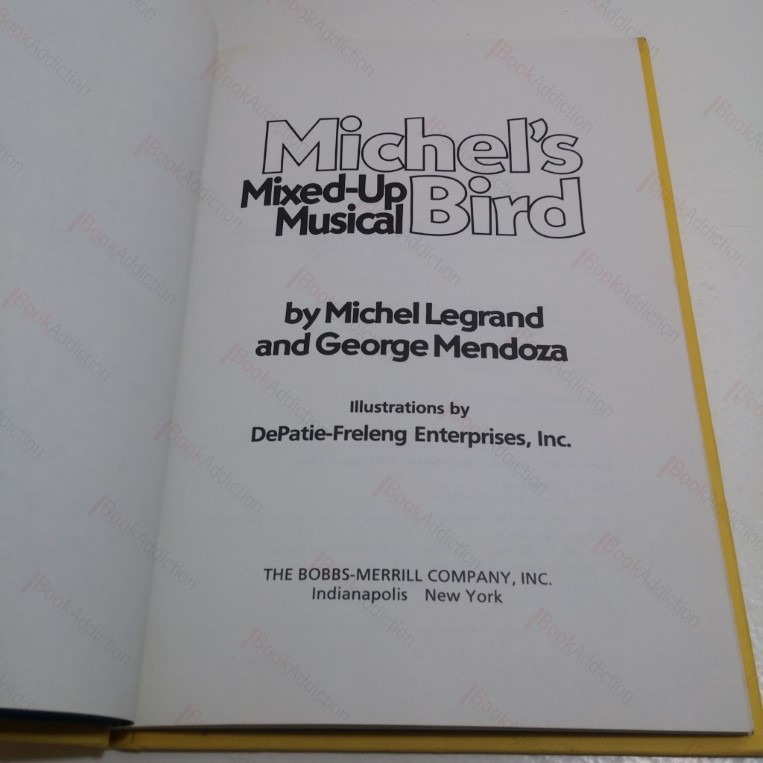 Michel's
Mixed-Up
Musical Bird
by Michel Legrand
and George Mendoza
Illustrations by
DePatie-Freleng Enterprises, Inc.
THE BOBBS-MERRILL COMPANY, INC.
Indianapolis New York
BookAddiction